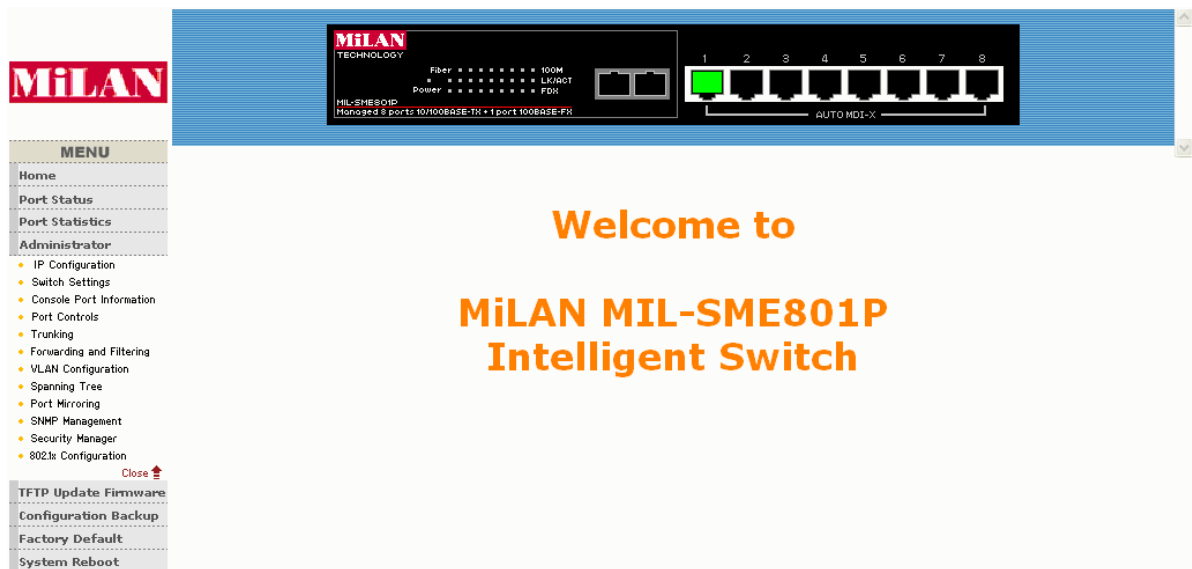 MiLAN
MiLAN
TECHNOLOGY
Fiber 100M
LK/ACT
Power FDX
MIL-SME801P
Managed 8 ports 10/100BASE-TX + 1 port 100BASE-FX
1 2 3 4 5 6 7 8
AUTO MDI-X
MENU
Home
Port Status
Port Statistics
Administrator
IP Configuration
Switch Settings
Console Port Information
Port Controls
Trunking
Forwarding and Filtering
VLAN Configuration
Spanning Tree
Port Mirroring
SNMP Management
Security Manager
802.1x Configuration
Close
TFTP Update Firmware
Configuration Backup
Factory Default
System Reboot
Welcome to
MiLAN MIL-SME801P
Intelligent Switch